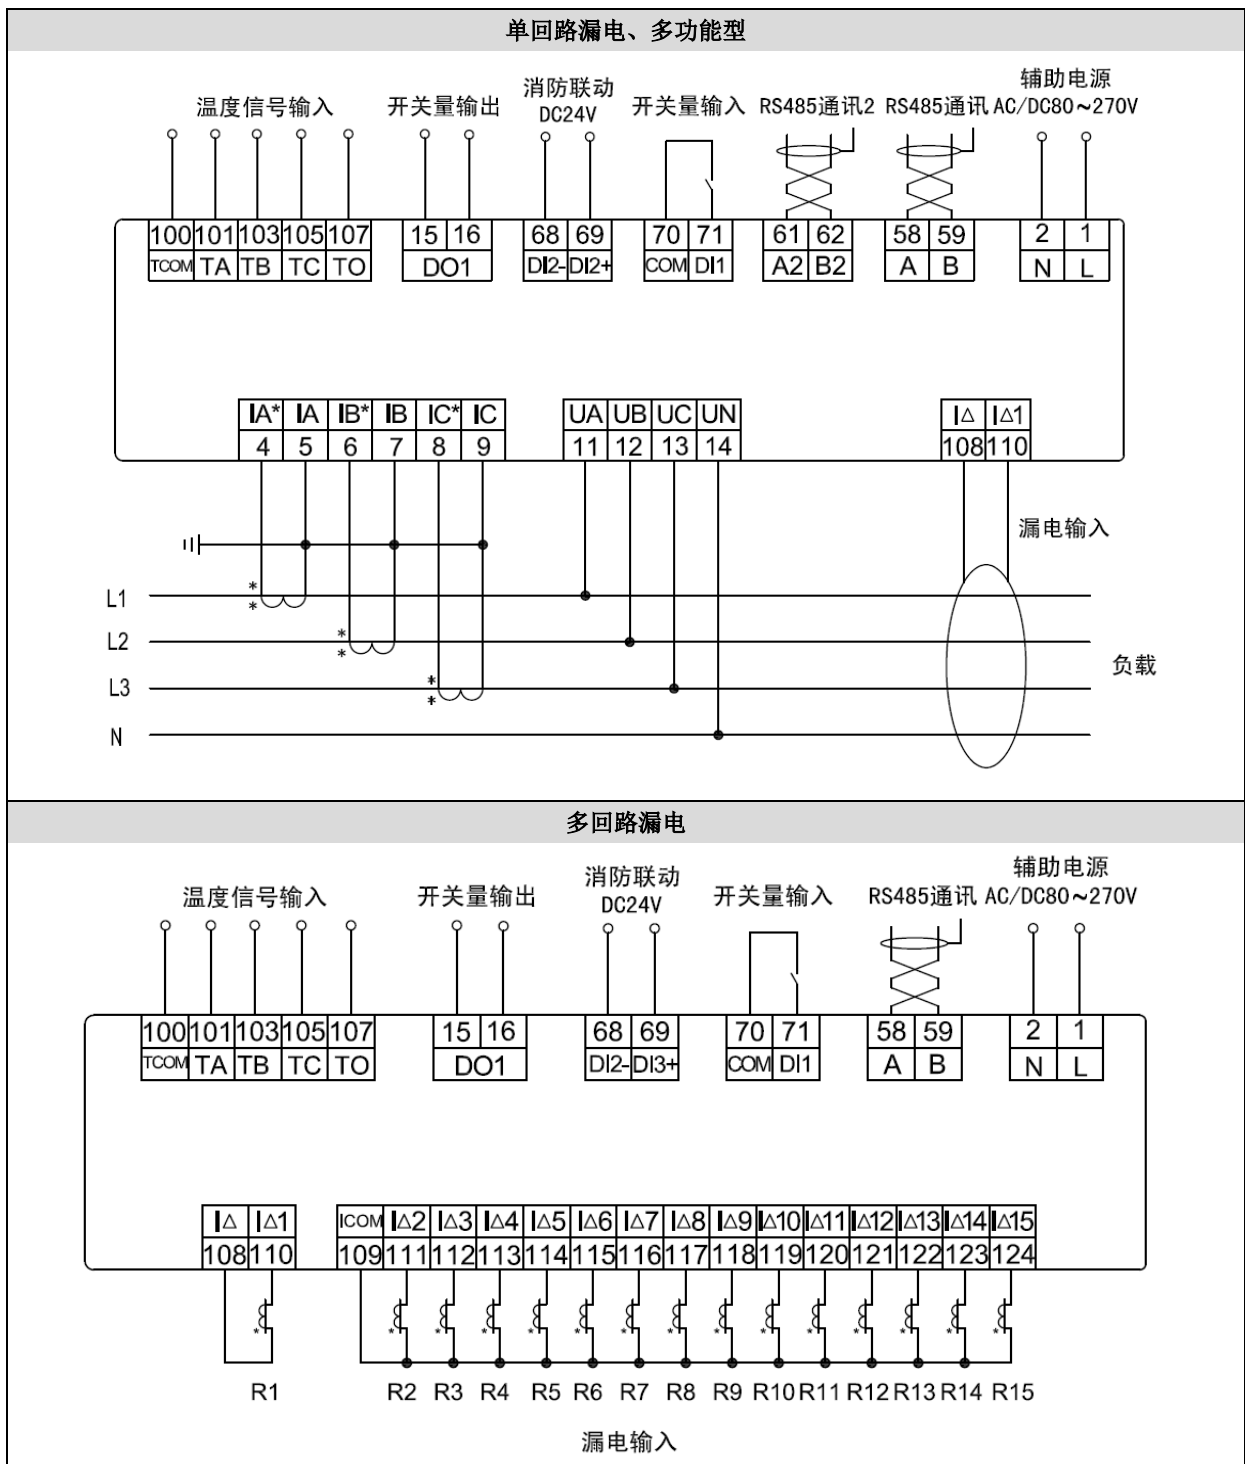 单回路漏电、多功能型
温度信号输入
开关量输出
消防联动
DC24V
开关量输入
RS485通讯2
RS485通讯
辅助电源
AC/DC80~270V
100 101 103 105 107
TCOM TA TB TC TO
15 16
DO1
68 69
DI2- DI2+
70 71
COM DI1
61 62
A2 B2
58 59
A B
2 1
N L
IA* IA IB* IB IC* IC
4 5 6 7 8 9
UA UB UC UN
11 12 13 14
I△ I△1
108 110
漏电输入
* *
L1
* *
L2
* *
L3
N
负载
多回路漏电
温度信号输入
开关量输出
消防联动
DC24V
开关量输入
RS485通讯
辅助电源
AC/DC80~270V
100 101 103 105 107
TCOM TA TB TC TO
15 16
DO1
68 69
DI2- DI3+
70 71
COM DI1
58 59
A B
2 1
N L
I△ I△1
108 110
ICOM I△2 I△3 I△4 I△5 I△6 I△7 I△8 I△9 I△10 I△11 I△12 I△13 I△14 I△15
109 111 112 113 114 115 116 117 118 119 120 121 122 123 124
* * * * * * * * * * * * * * *
R1 R2 R3 R4 R5 R6 R7 R8 R9 R10 R11 R12 R13 R14 R15
漏电输入